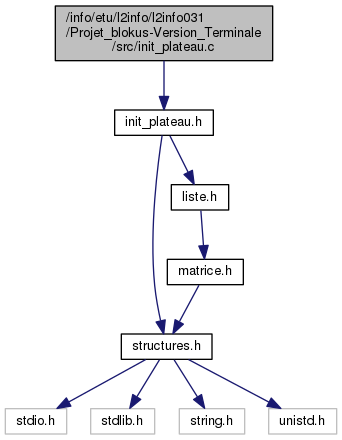 /info/etu/l2info/l2info031
/Projet_blokus-Version_Terminale
/src/init_plateau.c
init_plateau.h
liste.h
matrice.h
structures.h
stdio.h
stdlib.h
string.h
unistd.h